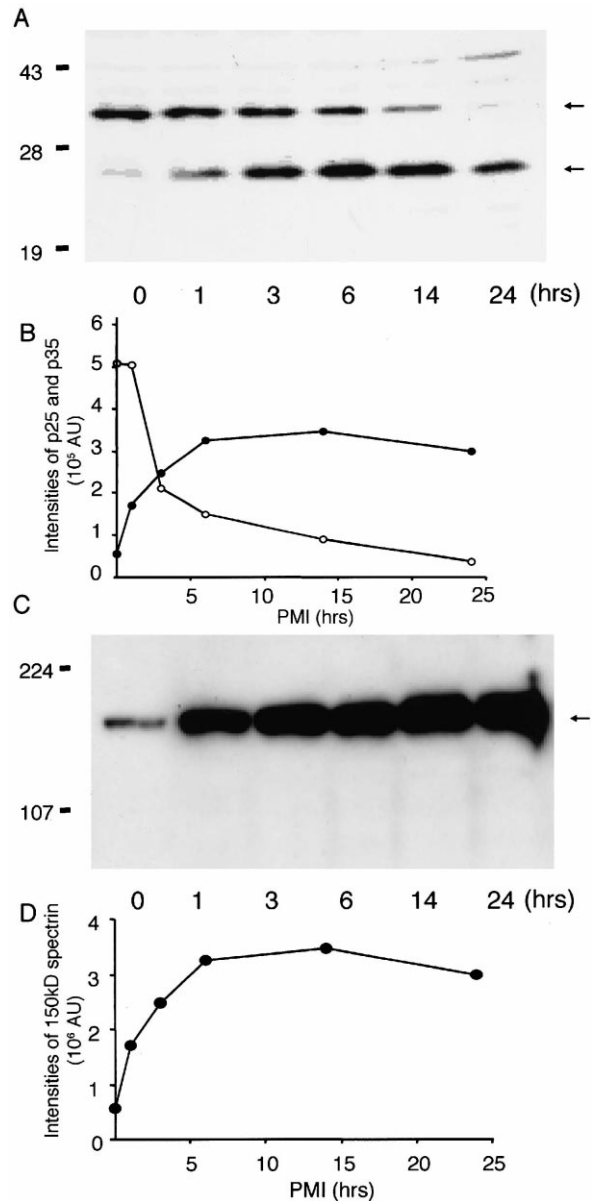 A
43
28
19
0 1 3 6 14 24 (hrs)
B
Intensities of p25 and p35
(10⁵ AU)
6
5
4
3
2
1
0
5 10 15 20 25
PMI (hrs)
C
224
107
0 1 3 6 14 24 (hrs)
D
Intensities of 150kD spectrin
(10⁶ AU)
4
3
2
1
0
5 10 15 20 25
PMI (hrs)